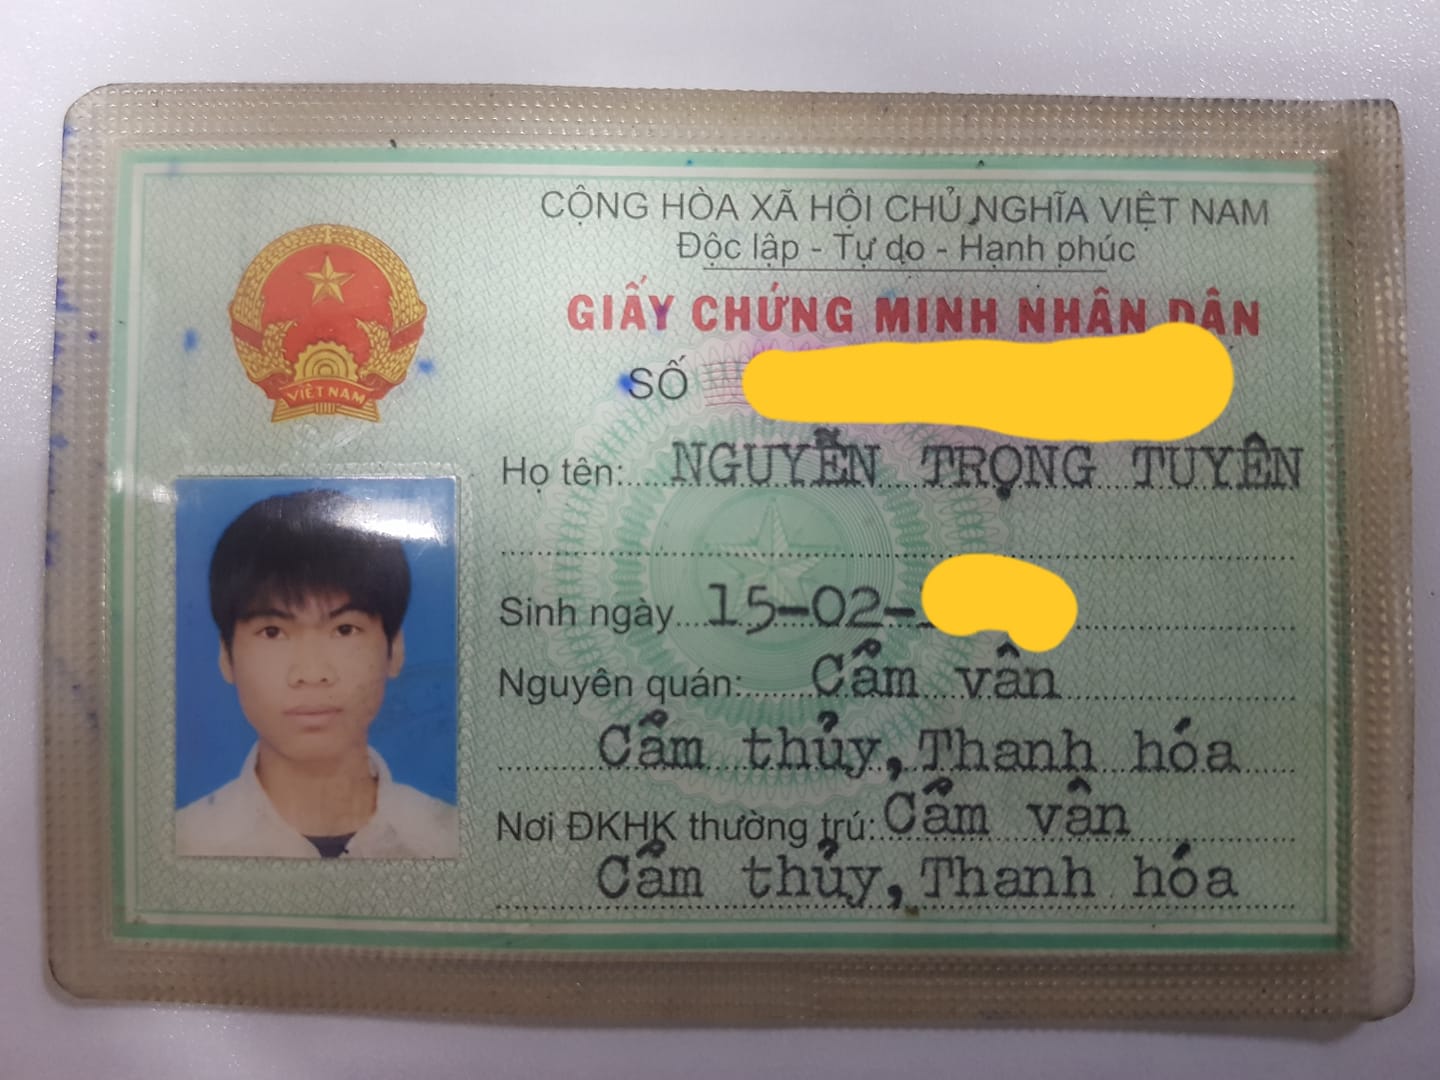 CỘNG HÒA XÃ HỘI CHỦ NGHĨA VIỆT NAM
Độc lập - Tự do - Hạnh phúc
GIẤY CHỨNG MINH NHÂN DÂN
SỐ
VIỆT NAM
Họ tên: NGUYỄN TRỌNG TUYÊN
Sinh ngày 15-02-
Nguyên quán: Cẩm vân
Cẩm thủy, Thanh hóa
Nơi ĐKHK thường trú: Cẩm vân
Cẩm thủy, Thanh hóa